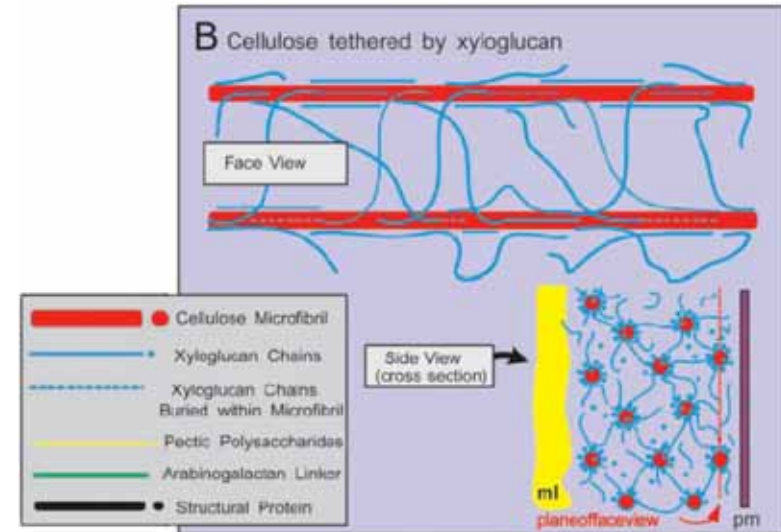 B Cellulose tethered by xyloglucan
Face View
Cellulose Microfibril
Xyloglucan Chains
Xyloglucan Chains
Buried within Microfibril
Pectic Polysaccharides
Arabinogalactan Linker
Structural Protein
Side View
(cross section)
ml
planeoffaceview
pm